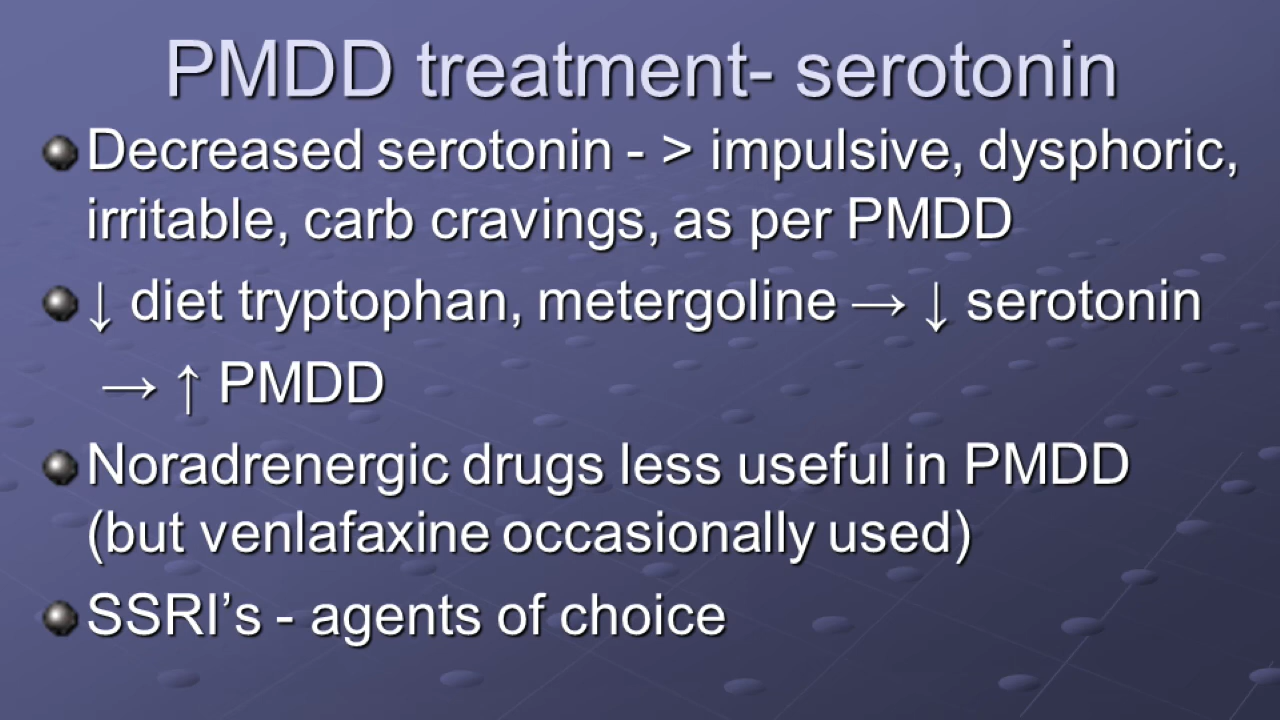 PMDD treatment- serotonin
Decreased serotonin - > impulsive, dysphoric,
irritable, carb cravings, as per PMDD
↓ diet tryptophan, metergoline → ↓ serotonin
→ ↑ PMDD
Noradrenergic drugs less useful in PMDD
(but venlafaxine occasionally used)
SSRI’s - agents of choice